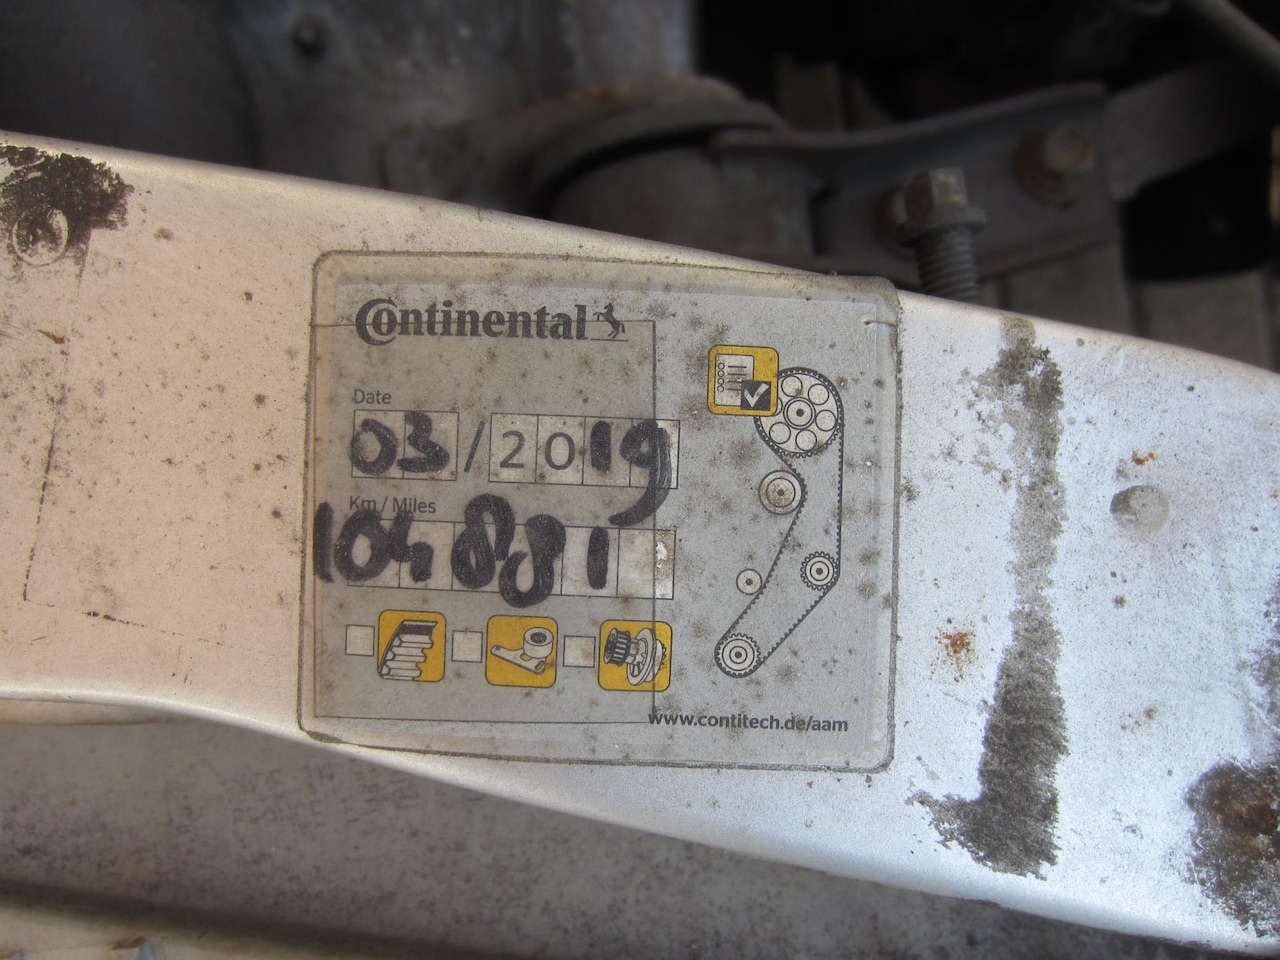 Continental
Date
03/2019
Km/Miles
104881
www.contitech.de/aam